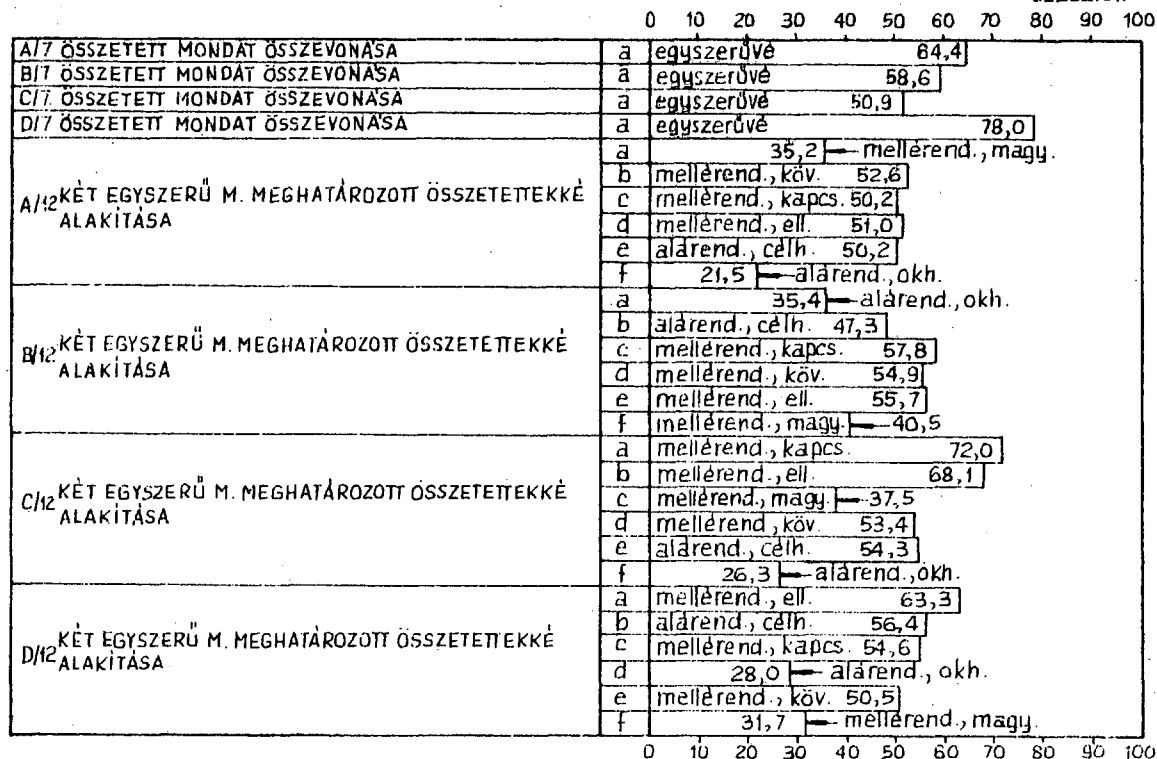 0 10 20 30 40 50 60 70 80 90 100
A/7 ÖSSZETETT MONDAT ÖSSZEVONÁSA a egyszerűvé 64,4
B/7 ÖSSZETETT MONDAT ÖSSZEVONÁSA a egyszerűvé 58,6
C/7 ÖSSZETETT MONDAT ÖSSZEVONÁSA a egyszerűvé 50,9
D/7 ÖSSZETETT MONDAT ÖSSZEVONÁSA a egyszerűvé 78,0
A/12 KÉT EGYSZERŰ M. MEGHATÁROZOTT ÖSSZETETTEKKÉ
ALAKÍTÁSA
a 35,2 mellérend., magy.
b mellérend., köv. 52,6
c mellérend., kapcs. 50,2
d mellérend., ell. 51,0
e alárend., célh. 50,2
f 21,5 alárend., okh.
B/12 KÉT EGYSZERŰ M. MEGHATÁROZOTT ÖSSZETETTEKKÉ
ALAKÍTÁSA
a 35,4 alárend., okh.
b alárend., célh. 47,3
c mellérend., kapcs. 57,8
d mellérend., köv. 54,9
e mellérend., ell. 55,7
f mellérend., magy. 40,5
C/12 KÉT EGYSZERŰ M. MEGHATÁROZOTT ÖSSZETETTEKKÉ
ALAKÍTÁSA
a mellérend., kapcs. 72,0
b mellérend., ell. 68,1
c mellérend., magy. 37,5
d mellérend., köv. 53,4
e alárend., célh. 54,3
f 26,3 alárend., okh.
D/12 KÉT EGYSZERŰ M. MEGHATÁROZOTT ÖSSZETETTEKKÉ
ALAKÍTÁSA
a mellérend., ell. 63,3
b alárend., célh. 56,4
c mellérend., kapcs. 54,6
d 28,0 alárend., okh.
e mellérend., köv. 50,5
f 31,7 mellérend., magy.
0 10 20 30 40 50 60 70 80 90 100